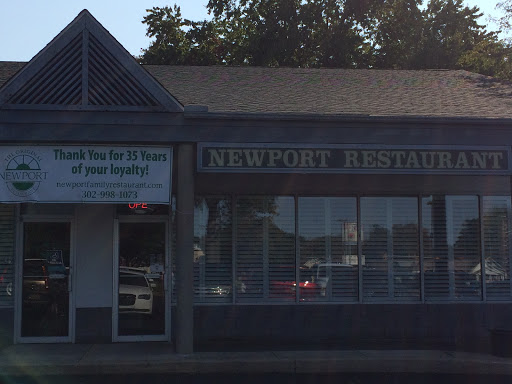 Thank You for 35 Years
of your loyalty!
NEWPORT
newportfamilyrestaurant.com
302-998-1073
NEWPORT RESTAURANT
OPE